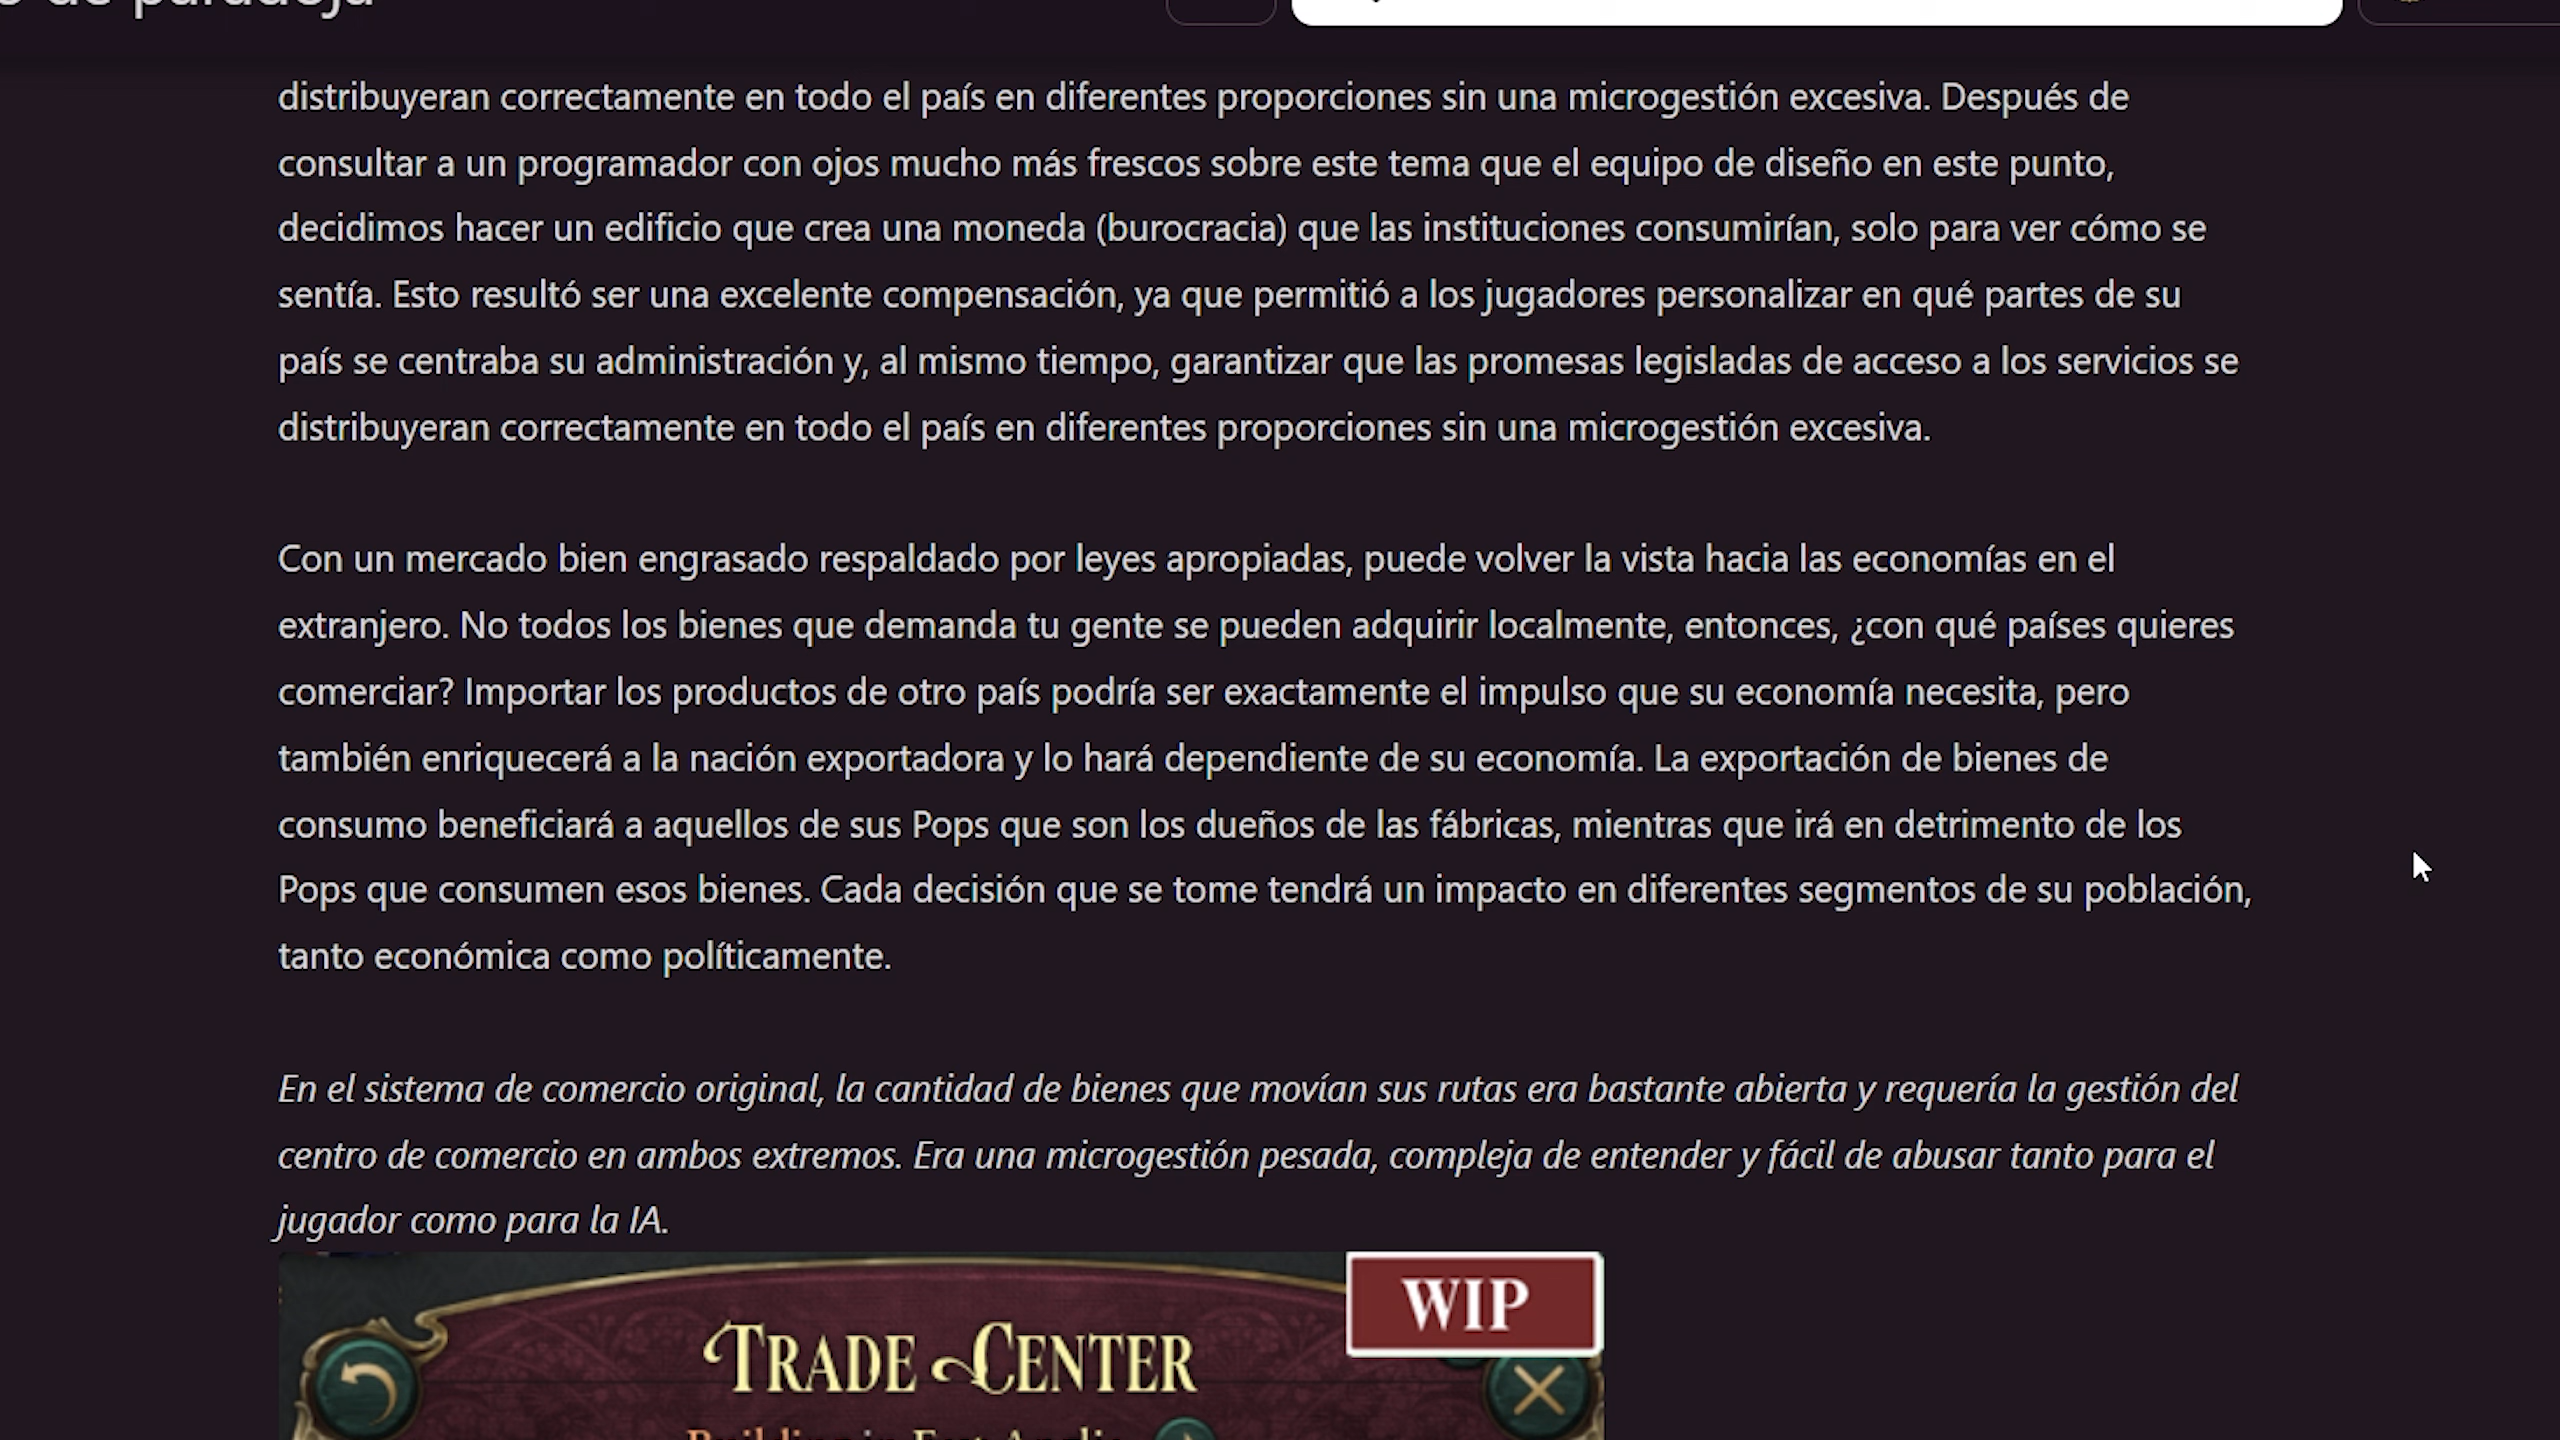 distribuyeran correctamente en todo el país en diferentes proporciones sin una microgestión excesiva. Después de
consultar a un programador con ojos mucho más frescos sobre este tema que el equipo de diseño en este punto,
decidimos hacer un edificio que crea una moneda (burocracia) que las instituciones consumirían, solo para ver cómo se
sentía. Esto resultó ser una excelente compensación, ya que permitió a los jugadores personalizar en qué partes de su
país se centraba su administración y, al mismo tiempo, garantizar que las promesas legisladas de acceso a los servicios se
distribuyeran correctamente en todo el país en diferentes proporciones sin una microgestión excesiva.
Con un mercado bien engrasado respaldado por leyes apropiadas, puede volver la vista hacia las economías en el
extranjero. No todos los bienes que demanda tu gente se pueden adquirir localmente, entonces, ¿con qué países quieres
comerciar? Importar los productos de otro país podría ser exactamente el impulso que su economía necesita, pero
también enriquecerá a la nación exportadora y lo hará dependiente de su economía. La exportación de bienes de
consumo beneficiará a aquellos de sus Pops que son los dueños de las fábricas, mientras que irá en detrimento de los
Pops que consumen esos bienes. Cada decisión que se tome tendrá un impacto en diferentes segmentos de su población,
tanto económica como políticamente.
En el sistema de comercio original, la cantidad de bienes que movían sus rutas era bastante abierta y requería la gestión del
centro de comercio en ambos extremos. Era una microgestión pesada, compleja de entender y fácil de abusar tanto para el
jugador como para la IA.
WIP
TRADE CENTER